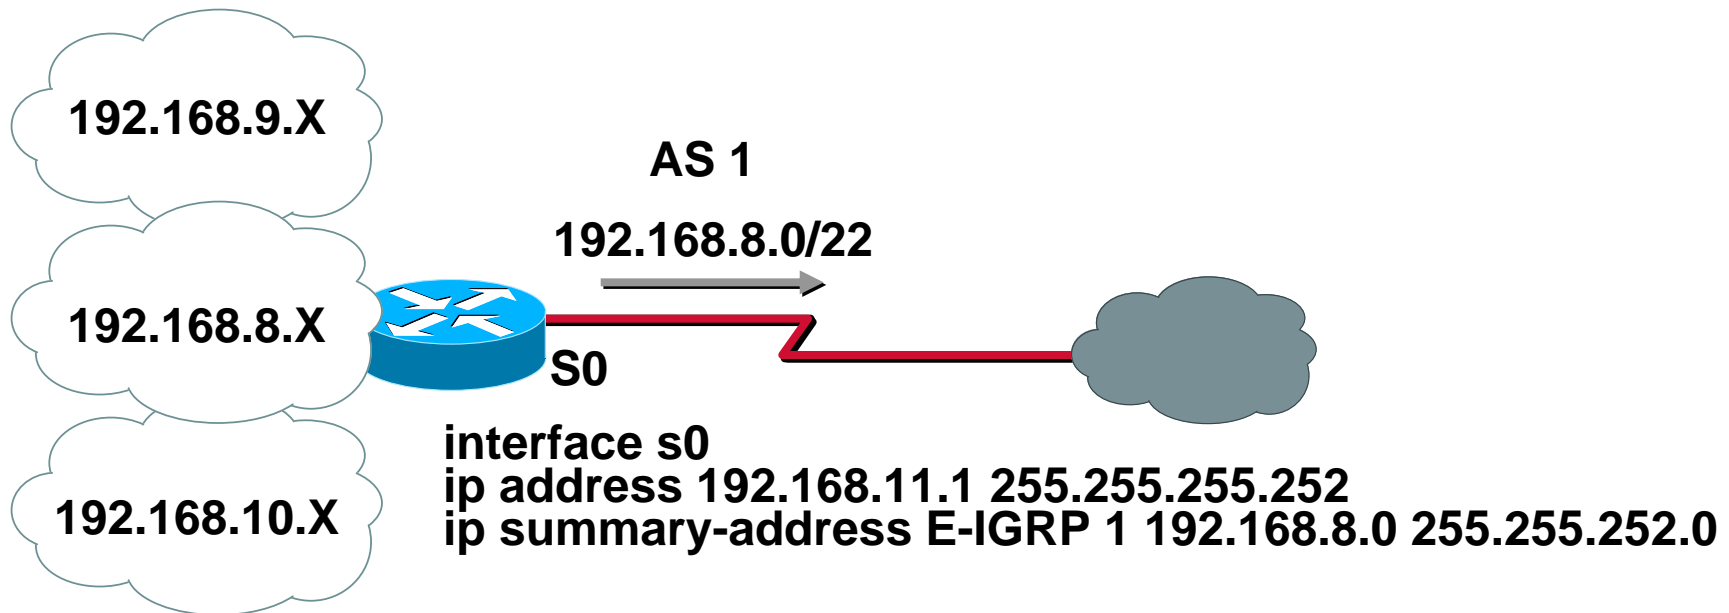 192.168.9.X
AS 1
192.168.8.0/22
192.168.8.X
S0
192.168.10.X
interface s0
ip address 192.168.11.1 255.255.255.252
ip summary-address E-IGRP 1 192.168.8.0 255.255.252.0